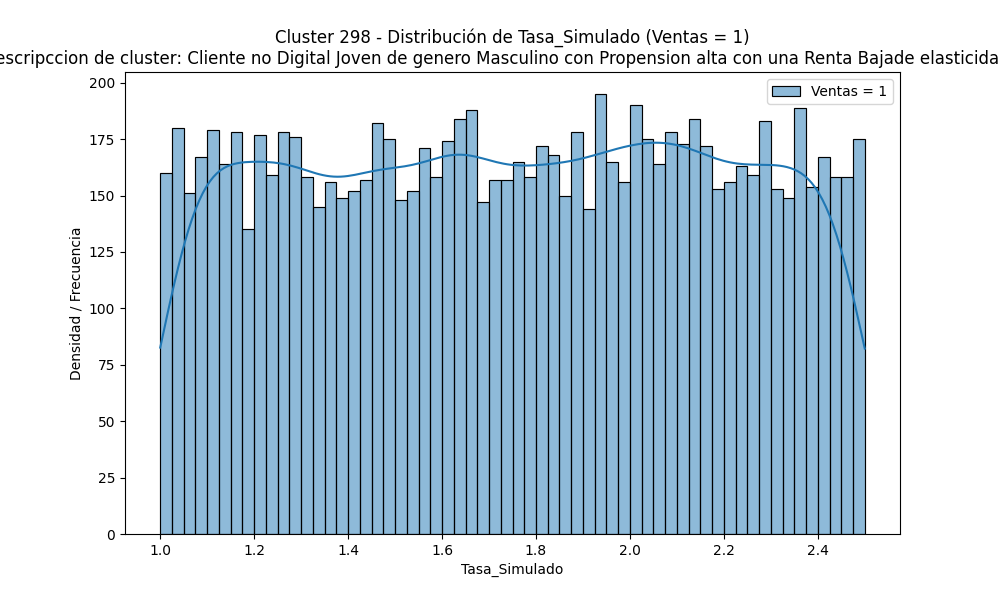 Cluster 298 - Distribución de Tasa_Simulado (Ventas = 1)
escripccion de cluster: Cliente no Digital Joven de genero Masculino con Propension alta con una Renta Bajade elasticida
Ventas = 1
Densidad / Frecuencia
200
175
150
125
100
75
50
25
0
1.0 1.2 1.4 1.6 1.8 2.0 2.2 2.4
Tasa_Simulado